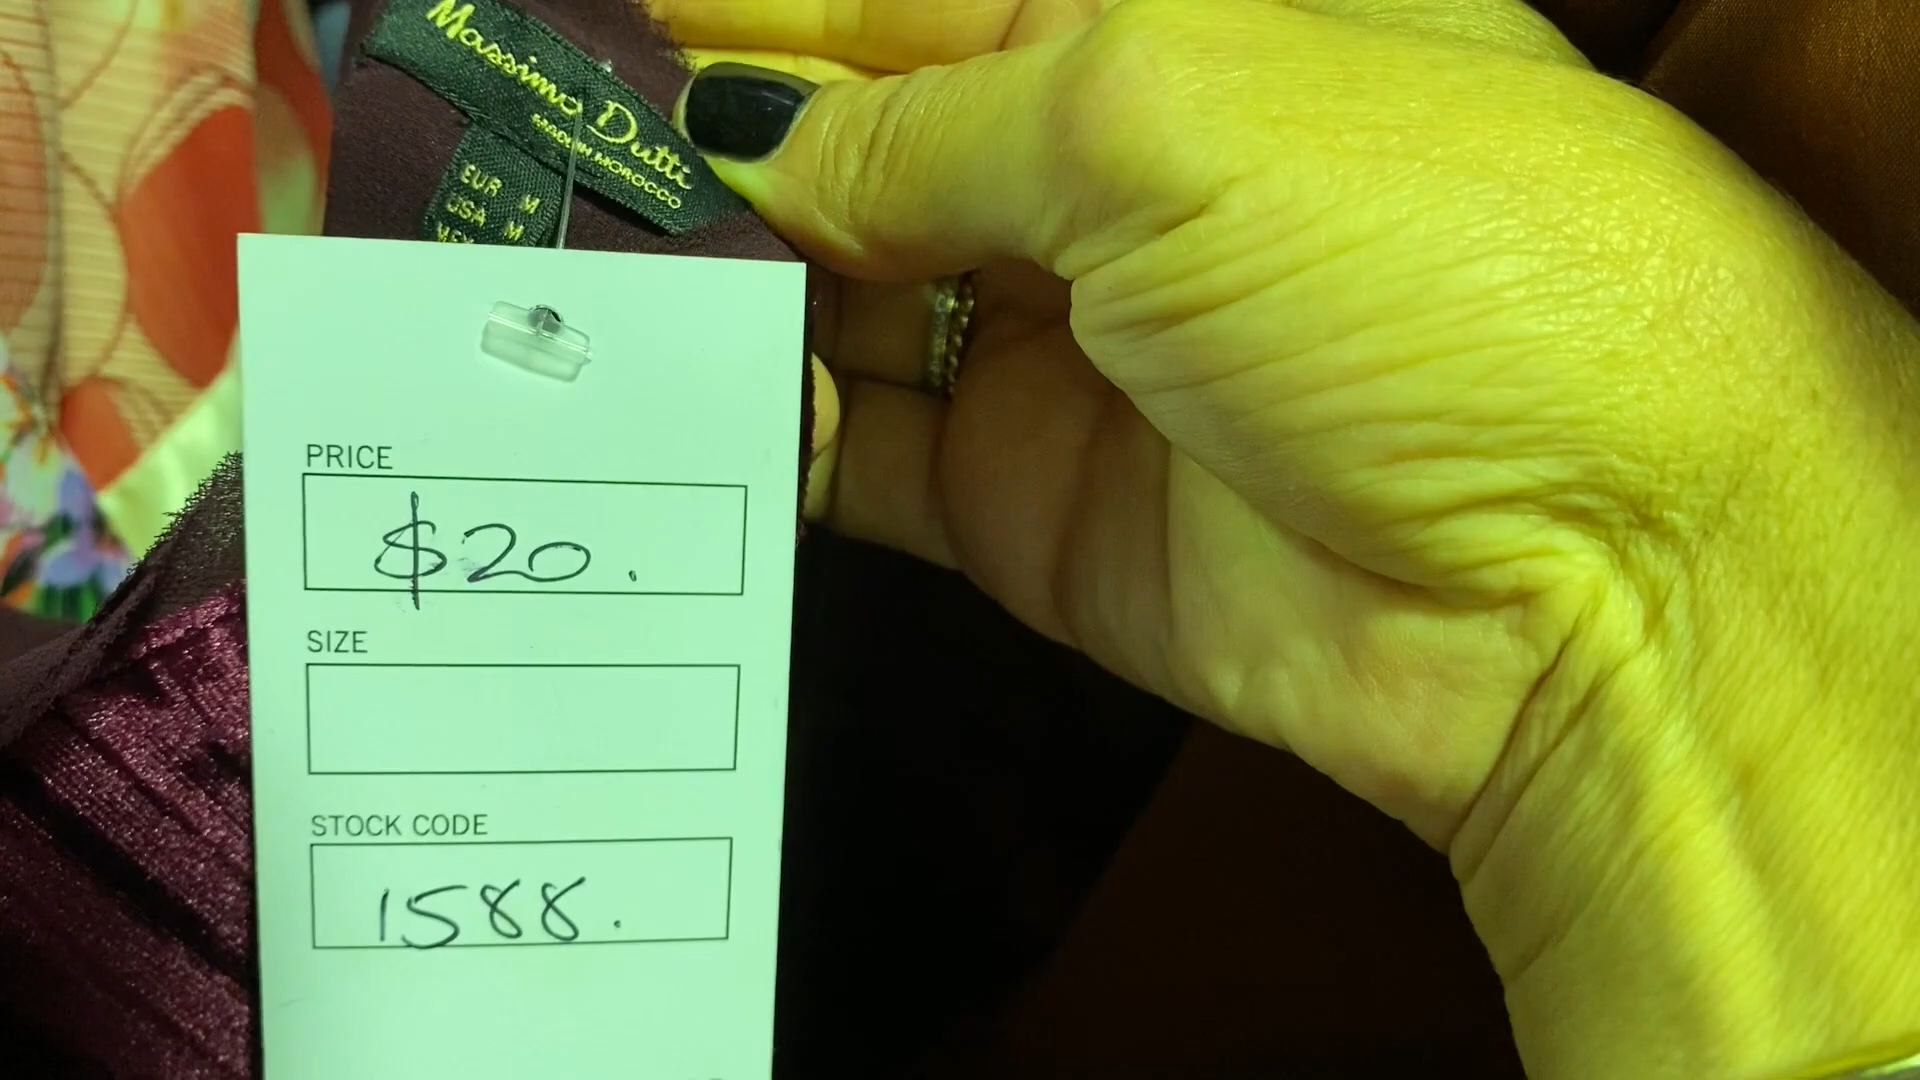 Massimo Dutti
MADE IN MOROCCO
EUR M
USA M
PRICE
$20.
SIZE
STOCK CODE
1588.